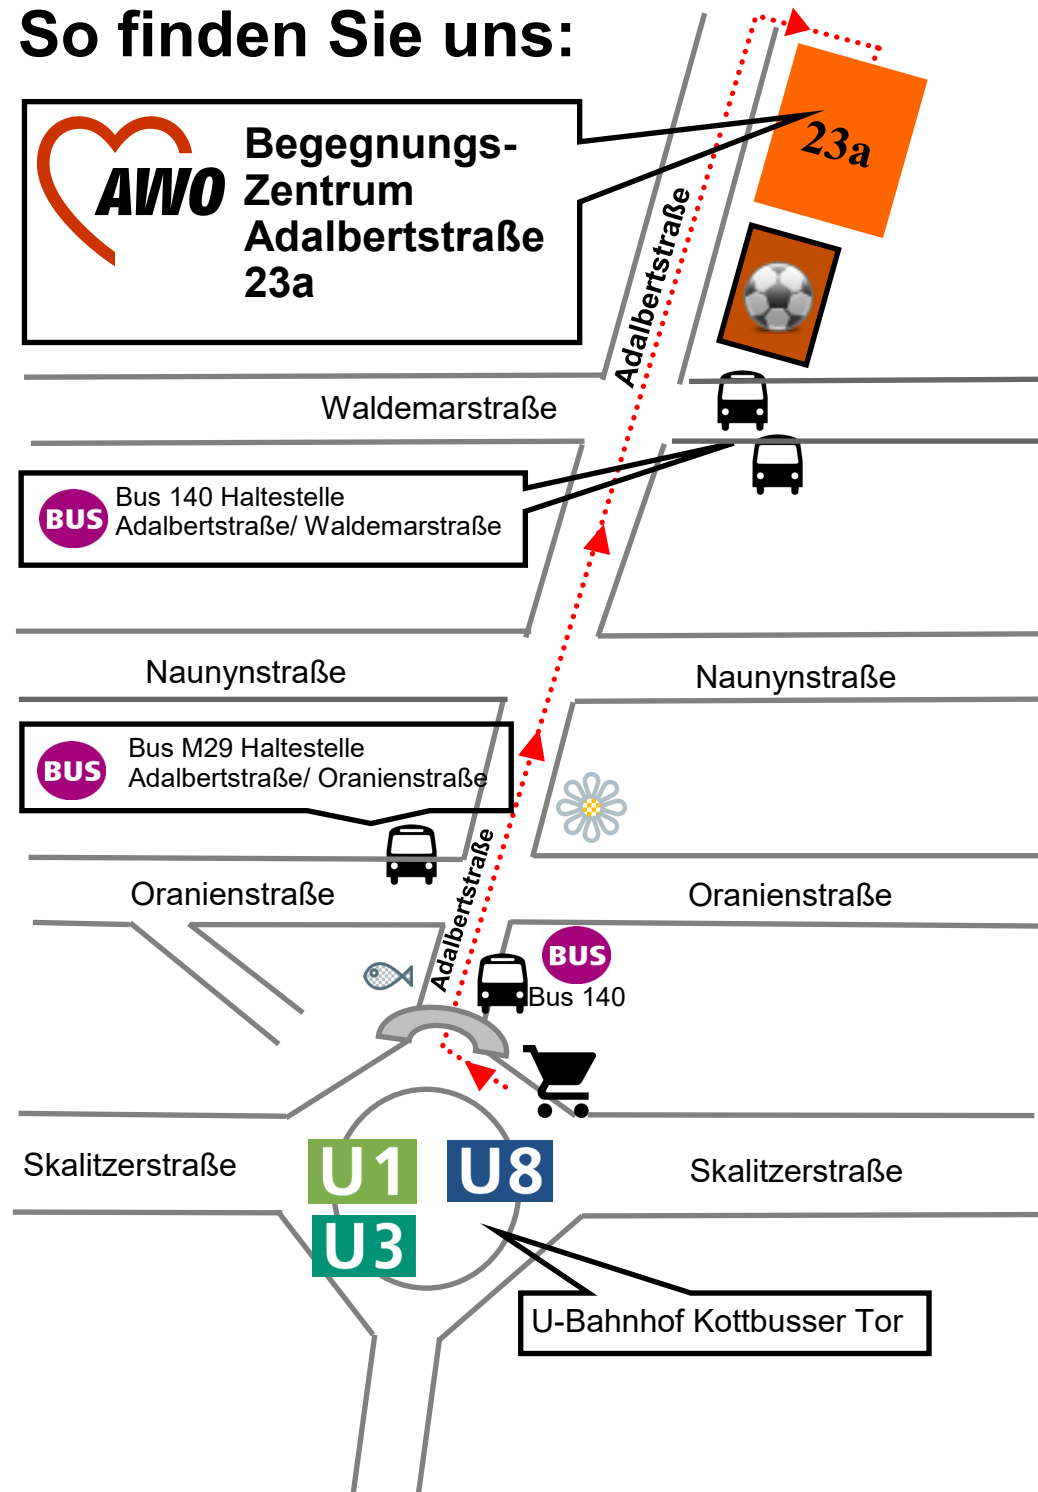 So finden Sie uns:
AWO
Begegnungs-
Zentrum
Adalbertstraße
23a
23a
Adalbertstraße
Waldemarstraße
BUS
Bus 140 Haltestelle
Adalbertstraße/ Waldemarstraße
Naunynstraße
Naunynstraße
BUS
Bus M29 Haltestelle
Adalbertstraße/ Oranienstraße
Adalbertstraße
Oranienstraße
Oranienstraße
BUS
Bus 140
Skalitzerstraße
U1
U8
Skalitzerstraße
U3
U-Bahnhof Kottbusser Tor